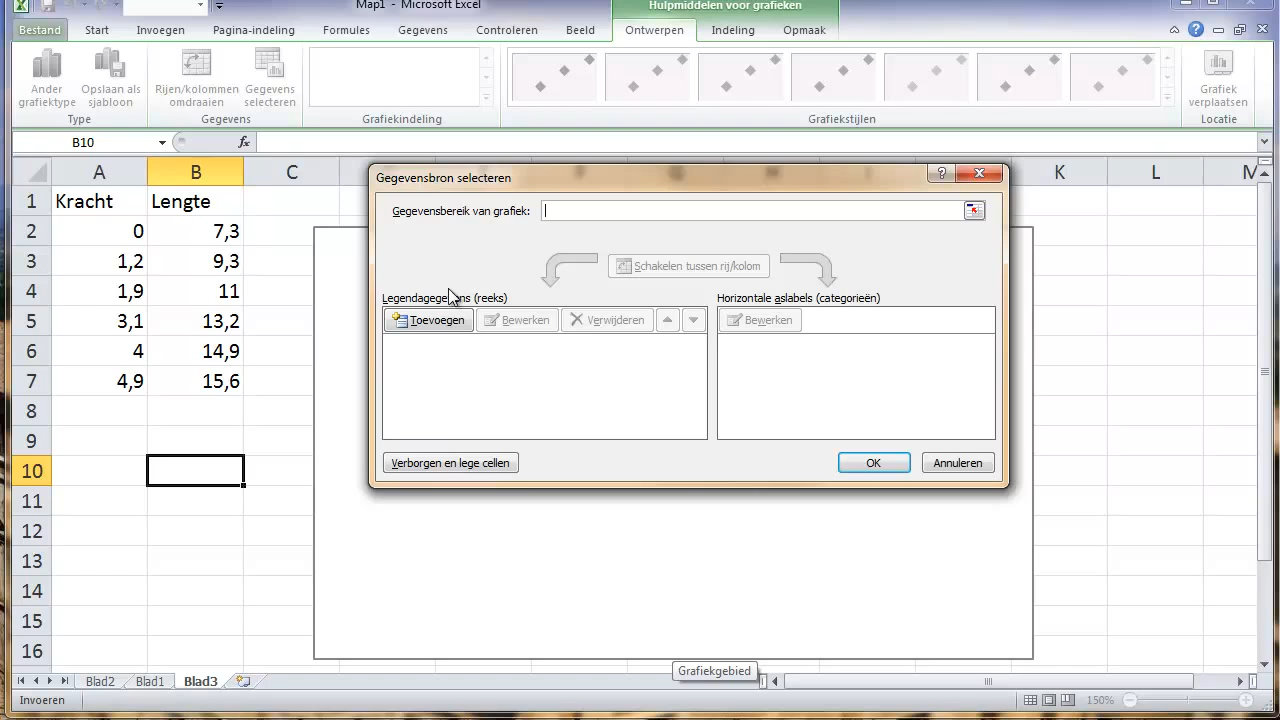 Map1 - Microsoft Excel
Hulpmiddelen voor grafieken
Bestand Start Invoegen Pagina-indeling Formules Gegevens Controleren Beeld Ontwerpen Indeling Opmaak
Ander grafiektype
Opslaan als sjabloon
Rijen/kolommen omdraaien
Gegevens selecteren
Grafiek verplaatsen
Type Gegevens Grafiekindeling Grafiekstijlen Locatie
B10 fx
A B C K L M
1 Kracht Lengte
2 0 7,3
3 1,2 9,3
4 1,9 11
5 3,1 13,2
6 4 14,9
7 4,9 15,6
8
9
10
11
12
13
14
15
16
Gegevensbron selecteren
Gegevensbereik van grafiek:
Schakelen tussen rij/kolom
Legendagegevens (reeks)
Horizontale aslabels (categorieën)
Toevoegen Bewerken Verwijderen
Bewerken
Verborgen en lege cellen
OK Annuleren
Grafiekgebied
Blad2 Blad1 Blad3
Invoeren 150%